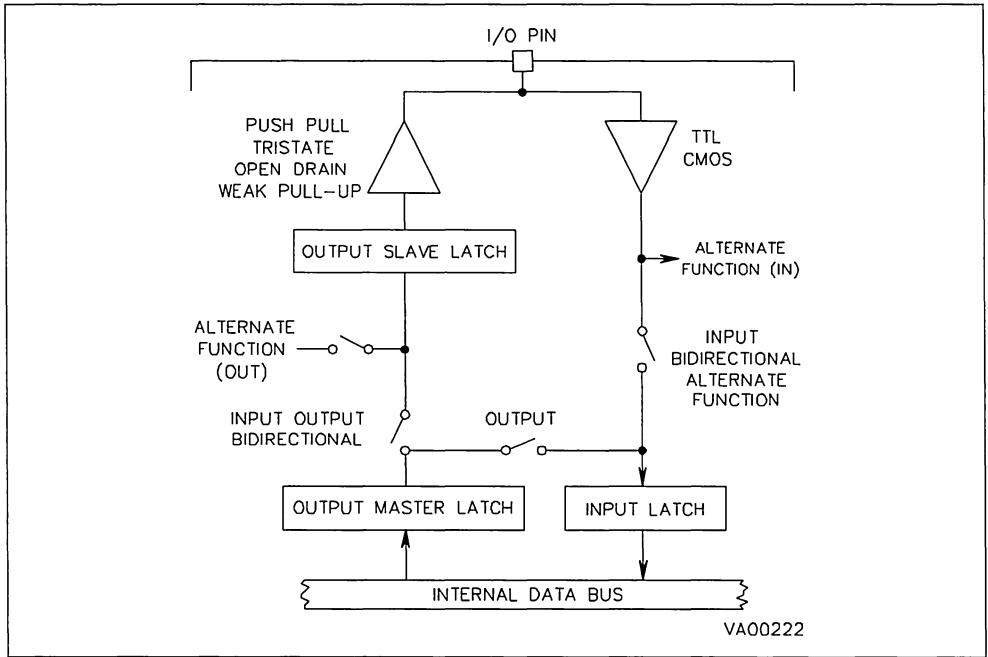 I/O PIN
PUSH PULL
TRISTATE
OPEN DRAIN
WEAK PULL-UP
TTL
CMOS
OUTPUT SLAVE LATCH
ALTERNATE
FUNCTION (IN)
ALTERNATE
FUNCTION
(OUT)
INPUT
BIDIRECTIONAL
ALTERNATE
FUNCTION
INPUT OUTPUT
BIDIRECTIONAL
OUTPUT
OUTPUT MASTER LATCH
INPUT LATCH
INTERNAL DATA BUS
VA00222